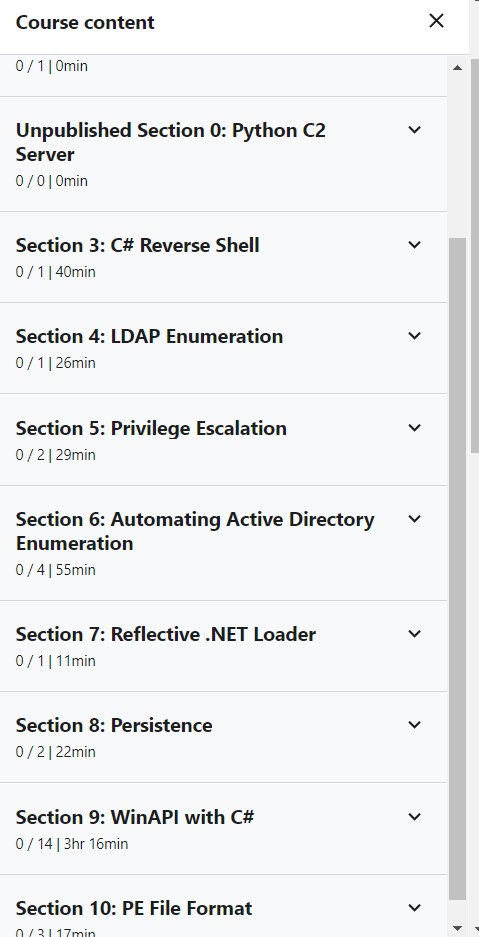 Course content
0 / 1 | 0min
Unpublished Section 0: Python C2
Server
0 / 0 | 0min
Section 3: C# Reverse Shell
0 / 1 | 40min
Section 4: LDAP Enumeration
0 / 1 | 26min
Section 5: Privilege Escalation
0 / 2 | 29min
Section 6: Automating Active Directory
Enumeration
0 / 4 | 55min
Section 7: Reflective .NET Loader
0 / 1 | 11min
Section 8: Persistence
0 / 2 | 22min
Section 9: WinAPI with C#
0 / 14 | 3hr 16min
Section 10: PE File Format
0 / 3 | 17min